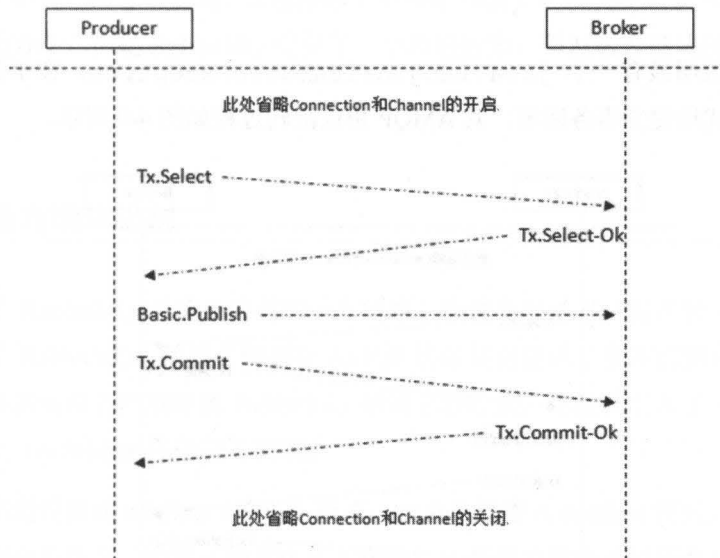 Producer
Broker
此处省略Connection和Channel的开启.
Tx.Select
Tx.Select-Ok
Basic.Publish
Tx.Commit
Tx.Commit-Ok
此处省略Connection和Channel的关闭.